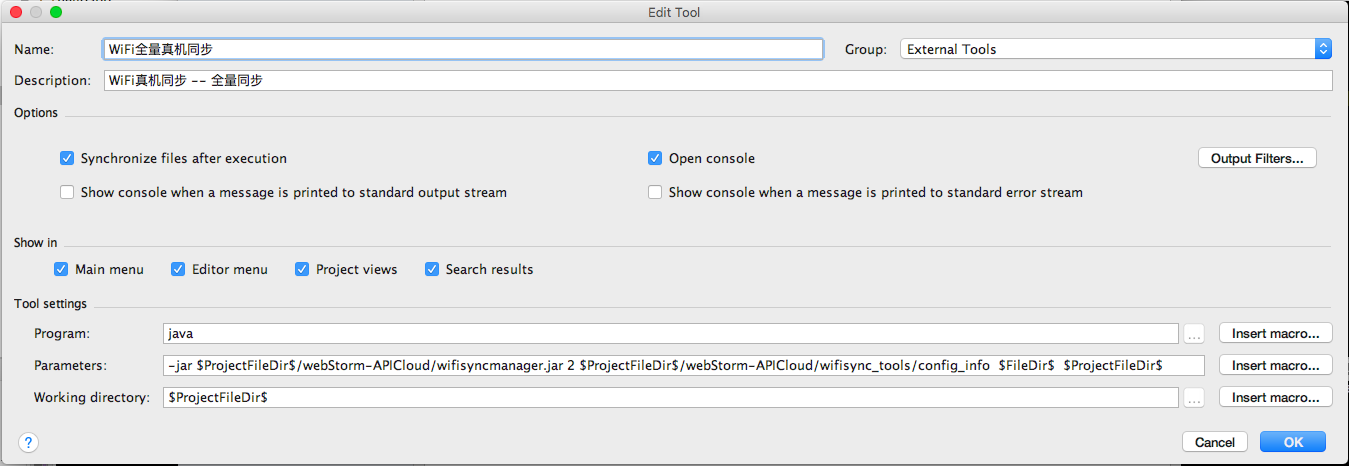 Edit Tool
Name: WiFi全量真机同步 Group: External Tools
Description: WiFi真机同步 -- 全量同步
Options
Synchronize files after execution Open console Output Filters...
Show console when a message is printed to standard output stream Show console when a message is printed to standard error stream
Show in
Main menu Editor menu Project views Search results
Tool settings
Program: java ... Insert macro...
Parameters: -jar $ProjectFileDir$/webStorm-APICloud/wifisyncmanager.jar 2 $ProjectFileDir$/webStorm-APICloud/wifisync_tools/config_info $FileDir$ $ProjectFileDir$ Insert macro...
Working directory: $ProjectFileDir$ ... Insert macro...
? Cancel OK